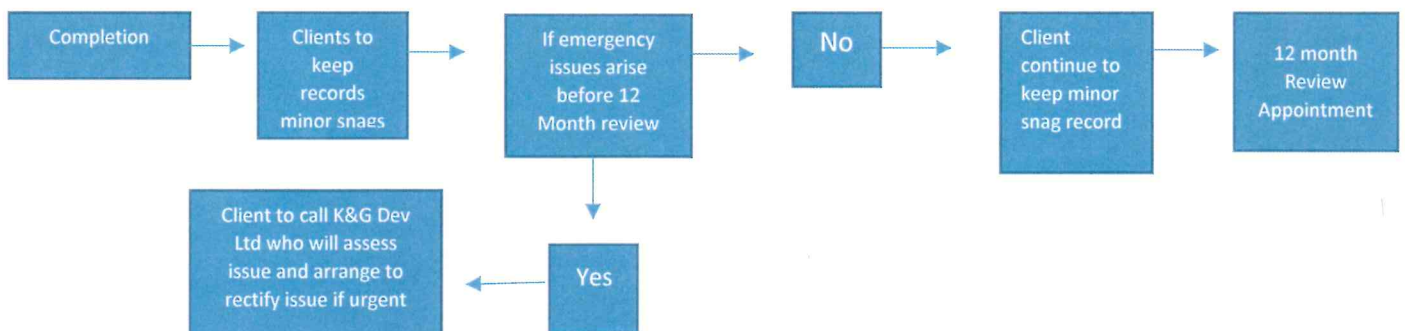 Completion
Clients to
keep
records
minor snags
If emergency
issues arise
before 12
Month review
No
Client
continue to
keep minor
snag record
12 month
Review
Appointment
Client to call K&G Dev
Ltd who will assess
issue and arrange to
rectify issue if urgent
Yes